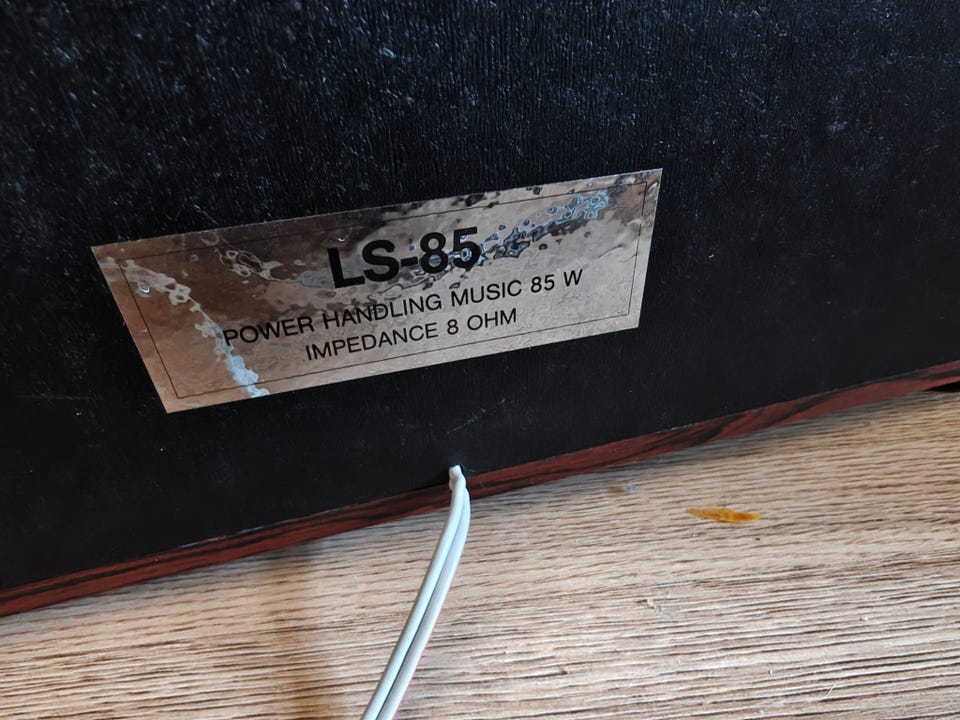 LS-85
POWER HANDLING MUSIC 85 W
IMPEDANCE 8 OHM